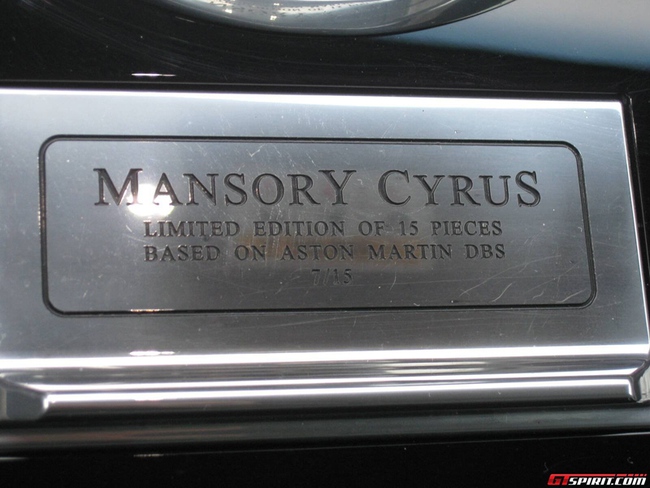 MANSORY CYRUS
LIMITED EDITION OF 15 PIECES
BASED ON ASTON MARTIN DBS
7/15
GTSPIRIT.COM